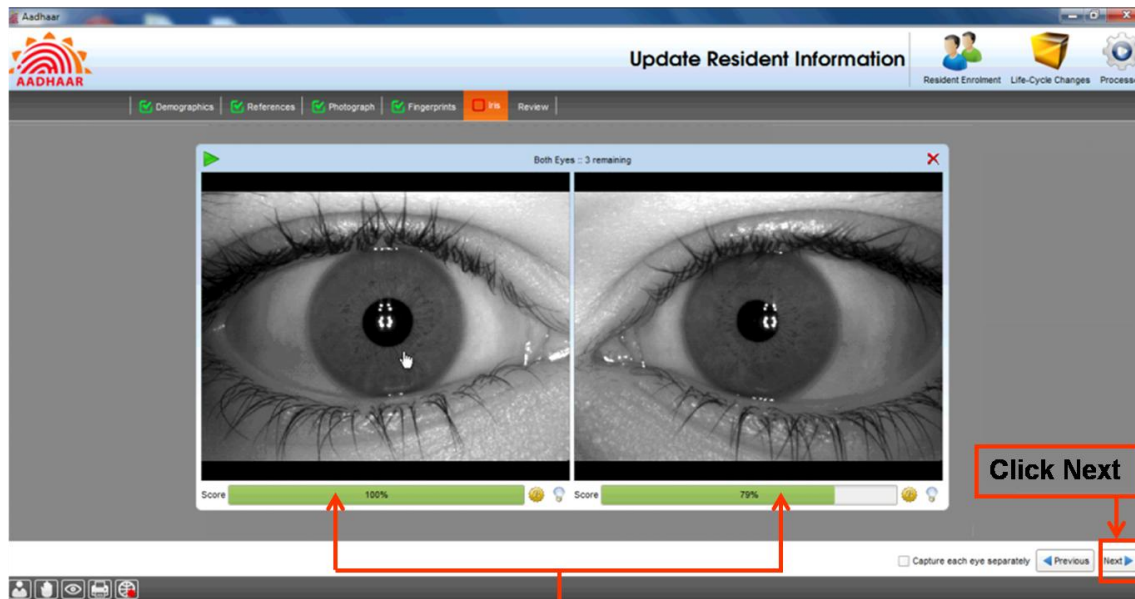 Aadhaar
AADHAAR
Update Resident Information
Resident Enrolment
Life-Cycle Changes
Demographics
References
Photograph
Fingerprints
Iris
Review
Both Eyes :: 3 remaining
Score
100%
Score
79%
Click Next
Capture each eye separately
Previous
Next